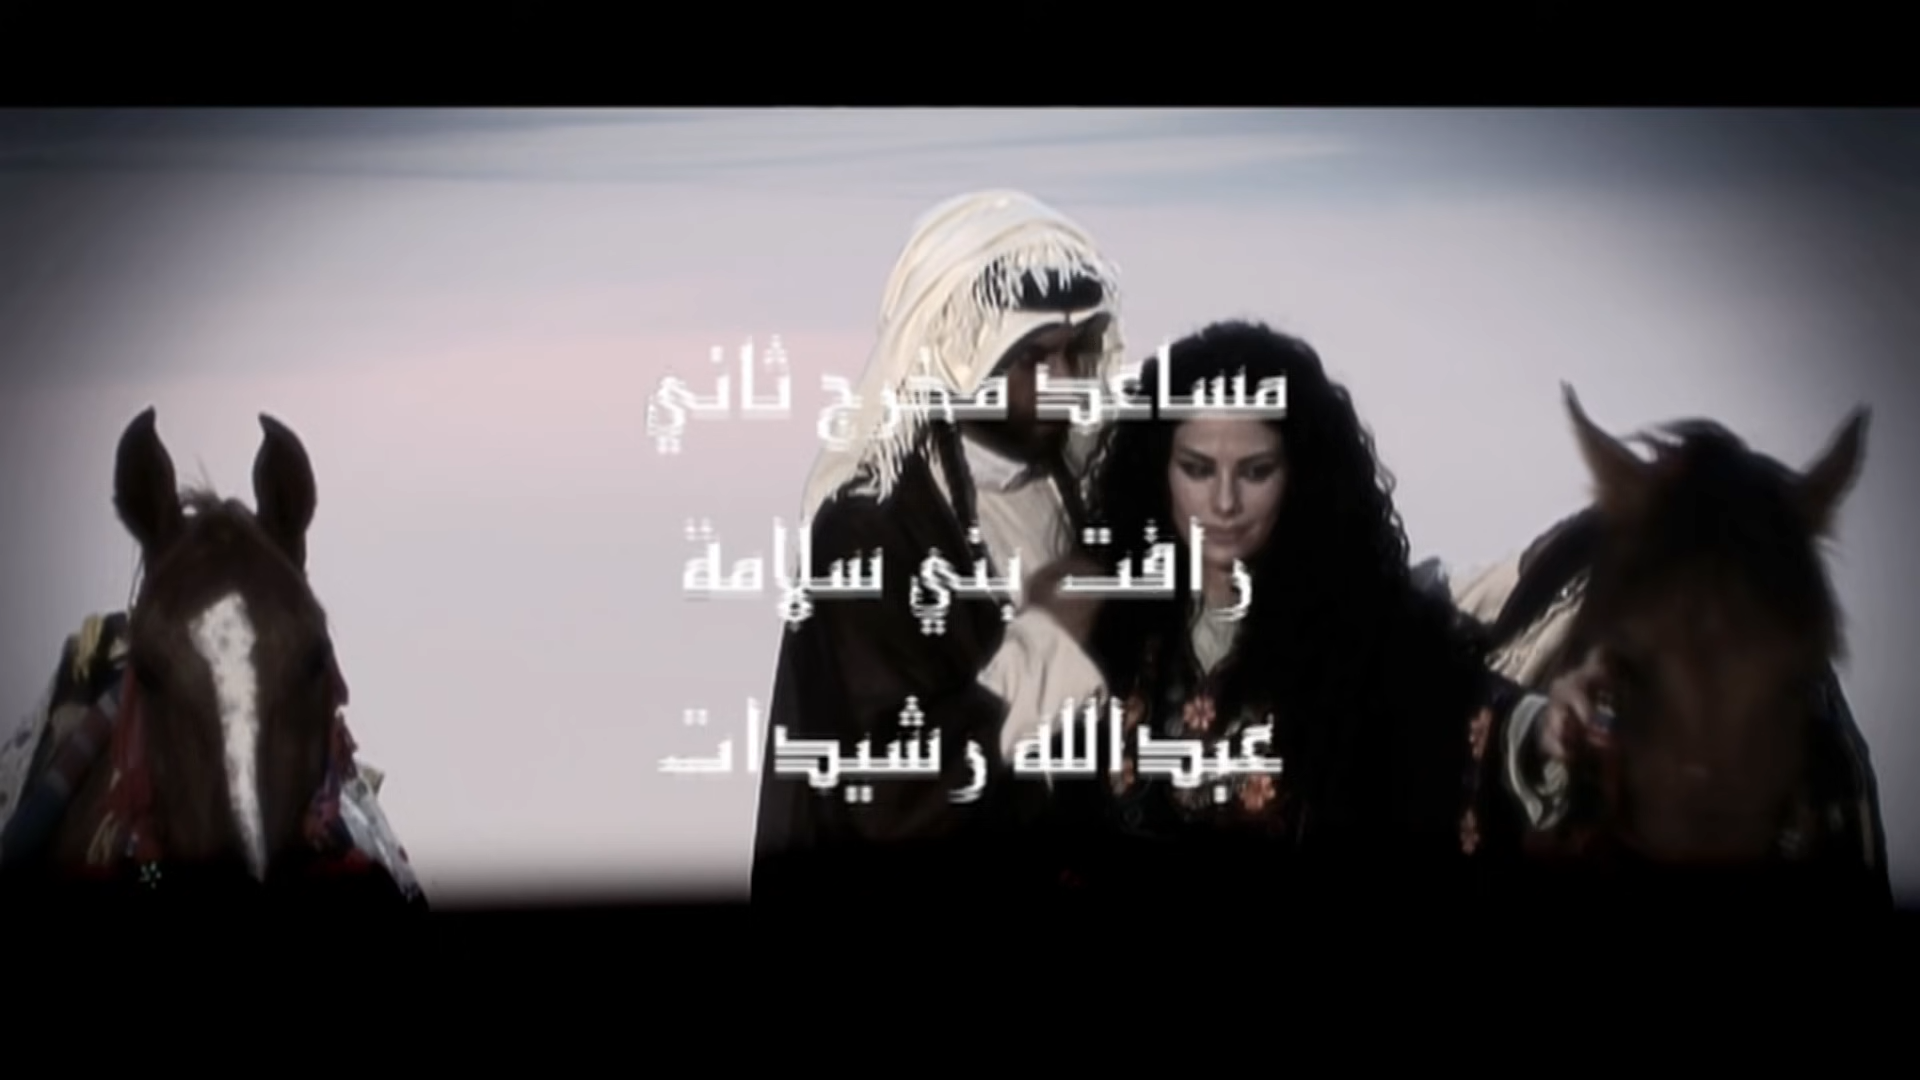 مساعد مخرج ثاني
رافت بني سلامة
عبدالله رشيدات